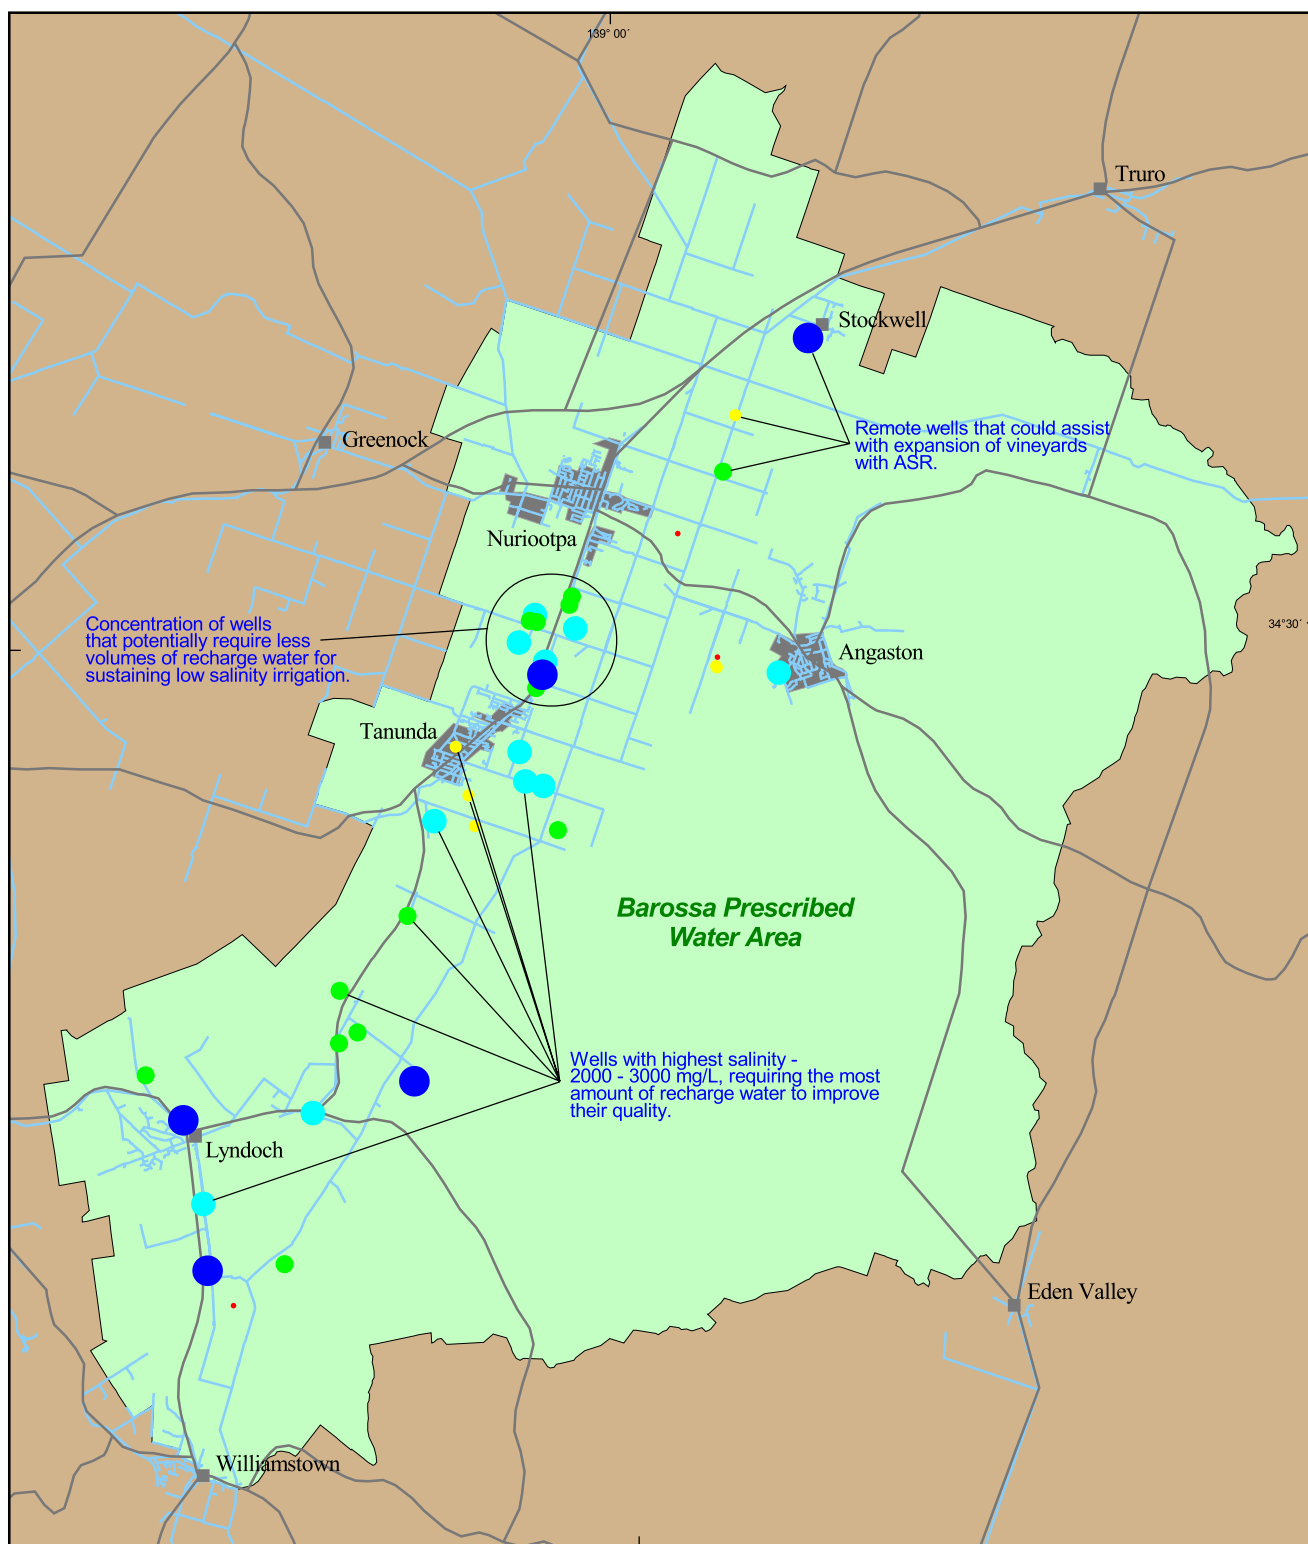 139° 00´
Truro
Stockwell
Remote wells that could assist
with expansion of vineyards
with ASR.
Greenock
Nuriootpa
Concentration of wells
that potentially require less
volumes of recharge water for
sustaining low salinity irrigation.
34°30´
Angaston
Tanunda
Barossa Prescribed
Water Area
Wells with highest salinity -
2000 - 3000 mg/L, requiring the most
amount of recharge water to improve
their quality.
Lyndoch
Eden Valley
Williamstown